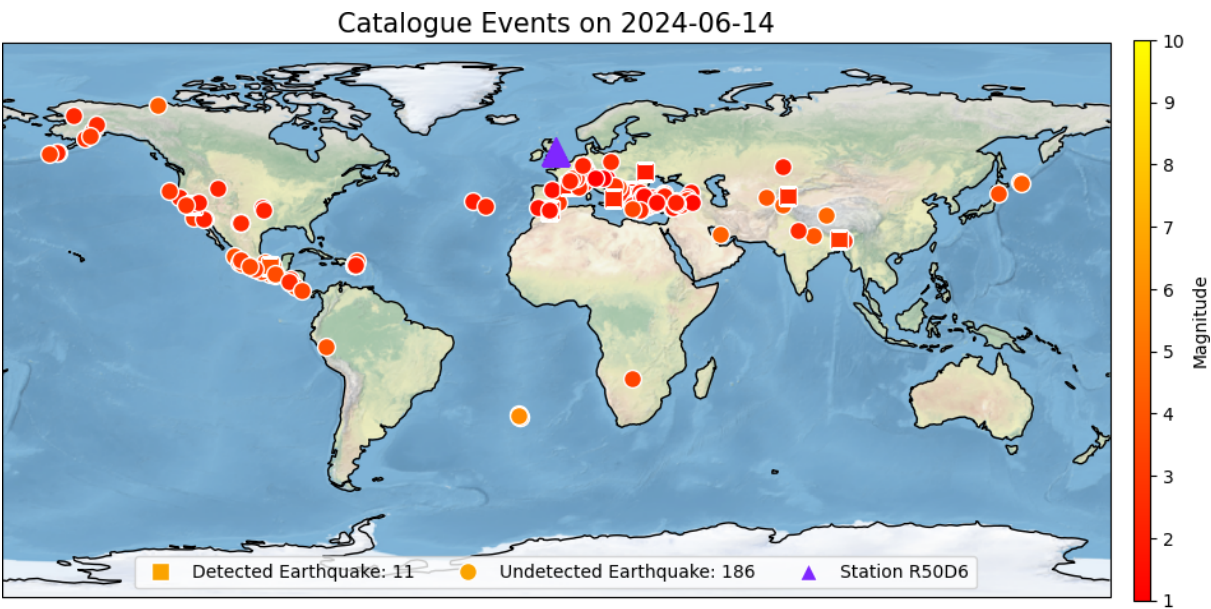 Catalogue Events on 2024-06-14
10
9
8
7
6
5
4
3
2
1
Magnitude
Detected Earthquake: 11
Undetected Earthquake: 186
Station R50D6